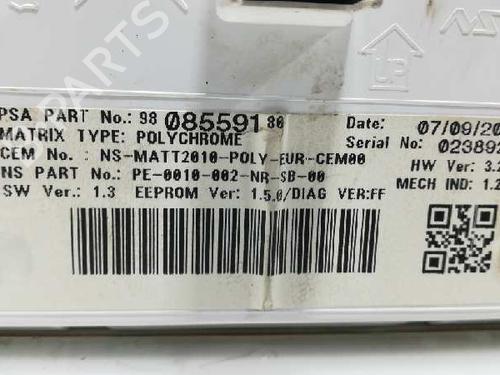 PSA PART No.: 98 085591 80
MATRIX TYPE: POLYCHROME
CEM No. : NS-MATT2010-POLY-EUR-CEM00
NS PART No.: PE-0010-002-NR-SB-00
SW Ver.: 1.3 EEPROM Ver: 1.5.0/DIAG VER:FF
Date: 07/09/20
Serial No: 023892
HW Ver: 3.2
MECH IND: 1.2